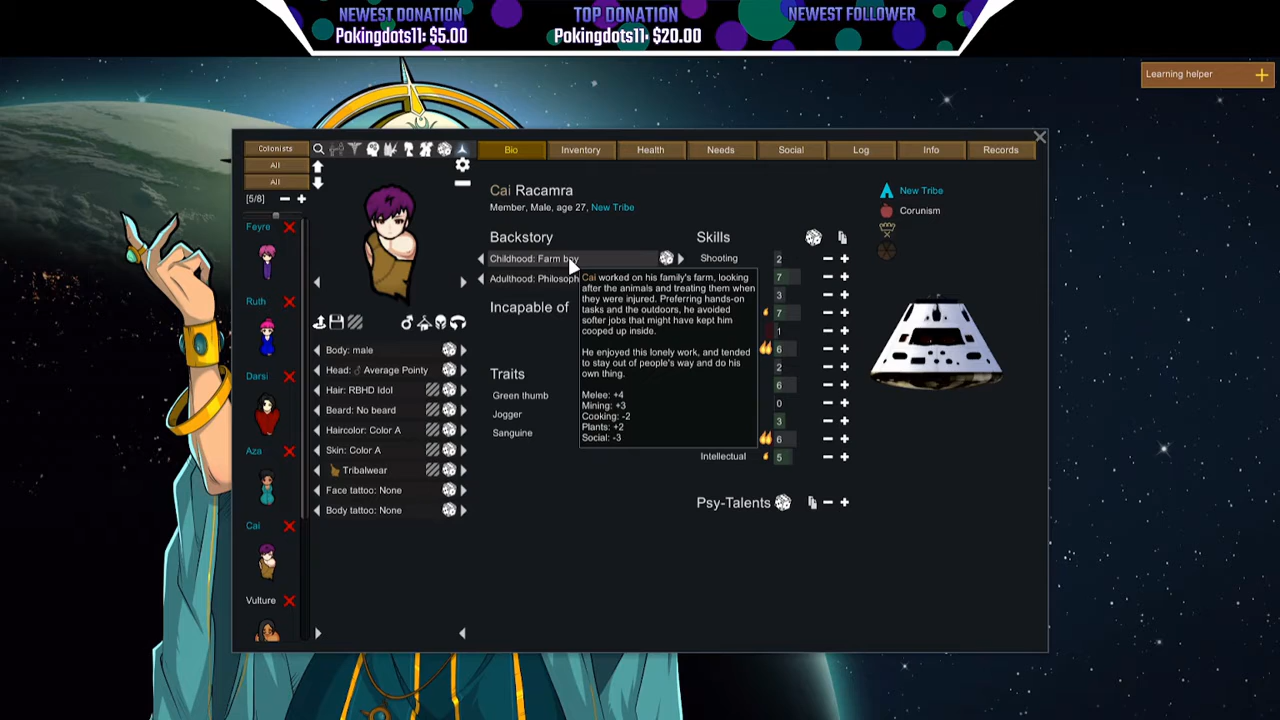 NEWEST DONATION
Pokingdots11: $5.00
TOP DONATION
Pokingdots11: $20.00
NEWEST FOLLOWER
Learning helper
Colonists
All
All
[5/8]
Feyre
Ruth
Darsi
Aza
Cai
Vulture
Body: male
Head: ♂ Average Pointy
Hair: RBHD Idol
Beard: No beard
Haircolor: Color A
Skin: Color A
Tribalwear
Face tattoo: None
Body tattoo: None
Bio
Inventory
Health
Needs
Social
Log
Info
Records
Cai Racamra
Member, Male, age 27, New Tribe
Backstory
Childhood: Farm boy
Adulthood: Philosoph
Incapable of
Traits
Green thumb
Jogger
Sanguine
Cai worked on his family's farm, looking
after the animals and treating them when
they were injured. Preferring hands-on
tasks and the outdoors, he avoided
softer jobs that might have kept him
cooped up inside.
He enjoyed this lonely work, and tended
to stay out of people's way and do his
own thing.
Melee: +4
Mining: +3
Cooking: -2
Plants: +2
Social: -3
Skills
Shooting 2
7
3
7
1
6
2
6
0
3
6
Intellectual 5
Psy-Talents
New Tribe
Corunism